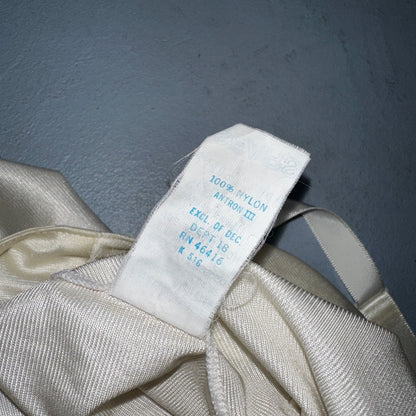 100% NYLON
ANTRON III
EXCL. OF DEC.
DEPT 18
RN 46416
K 516